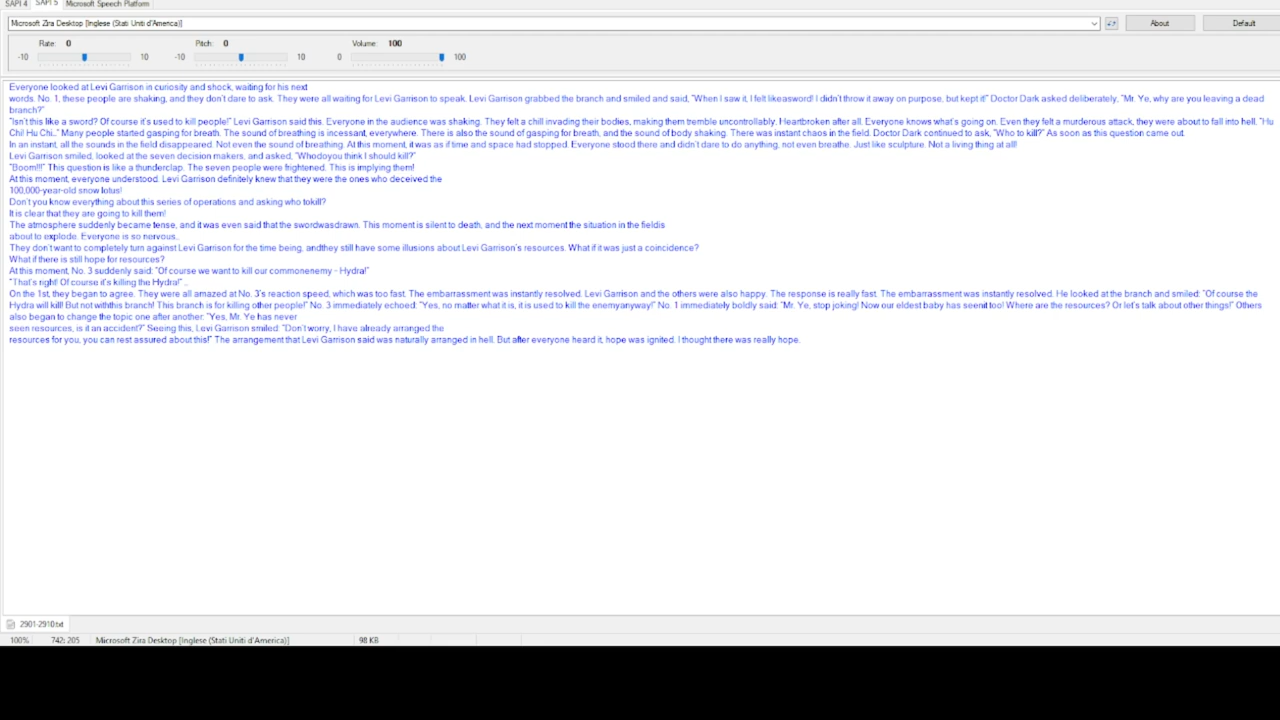 SAPI 4 SAPI 5 Microsoft Speech Platform
Microsoft Zira Desktop [Inglese (Stati Uniti d'America)] About Default
Rate: 0 Pitch: 0 Volume: 100
-10 10 -10 10 0 100
Everyone looked at Levi Garrison in curiosity and shock, waiting for his next
words. No. 1, these people are shaking, and they don't dare to ask. They were all waiting for Levi Garrison to speak. Levi Garrison grabbed the branch and smiled and said, "When I saw it, I felt likeasword! I didn't throw it away on purpose, but kept it!" Doctor Dark asked deliberately, "Mr. Ye, why are you leaving a dead
branch?"
"Isn't this like a sword? Of course it's used to kill people!" Levi Garrison said this. Everyone in the audience was shaking. They felt a chill invading their bodies, making them tremble uncontrollably. Heartbroken after all. Everyone knows what's going on. Even they felt a murderous attack, they were about to fall into hell. "Hu
Chi! Hu Chi..." Many people started gasping for breath. The sound of breathing is incessant, everywhere. There is also the sound of gasping for breath, and the sound of body shaking. There was instant chaos in the field. Doctor Dark continued to ask, "Who to kill?" As soon as this question came out.
In an instant, all the sounds in the field disappeared. Not even the sound of breathing. At this moment, it was as if time and space had stopped. Everyone stood there and didn't dare to do anything, not even breathe. Just like sculpture. Not a living thing at all!
Levi Garrison smiled, looked at the seven decision makers, and asked, "Whodoyou think I should kill?"
"Boom!!!" This question is like a thunderclap. The seven people were frightened. This is implying them!
At this moment, everyone understood. Levi Garrison definitely knew that they were the ones who deceived the
100,000-year-old snow lotus!
Don't you know everything about this series of operations and asking who tokill?
It is clear that they are going to kill them!
The atmosphere suddenly became tense, and it was even said that the swordwasdrawn. This moment is silent to death, and the next moment the situation in the fieldis
about to explode. Everyone is so nervous..
They don't want to completely turn against Levi Garrison for the time being, andthey still have some illusions about Levi Garrison's resources. What if it was just a coincidence?
What if there is still hope for resources?
At this moment, No. 3 suddenly said: "Of course we want to kill our commonenemy - Hydra!"
"That's right! Of course it's killing the Hydra!"...
On the 1st, they began to agree. They were all amazed at No. 3's reaction speed, which was too fast. The embarrassment was instantly resolved. Levi Garrison and the others were also happy. The response is really fast. The embarrassment was instantly resolved. He looked at the branch and smiled: "Of course the
Hydra will kill! But not withthis branch! This branch is for killing other people!" No. 3 immediately echoed: "Yes, no matter what it is, it is used to kill the enemyanyway!" No. 1 immediately boldly said: "Mr. Ye, stop joking! Now our eldest baby has seenit too! Where are the resources? Or let's talk about other things!" Others
also began to change the topic one after another: "Yes, Mr. Ye has never
seen resources, is it an accident?" Seeing this, Levi Garrison smiled: "Don't worry, I have already arranged the
resources for you, you can rest assured about this!" The arrangement that Levi Garrison said was naturally arranged in hell. But after everyone heard it, hope was ignited. I thought there was really hope.
2901-2910.txt
100% 742: 205 Microsoft Zira Desktop [Inglese (Stati Uniti d'America)] 98 KB